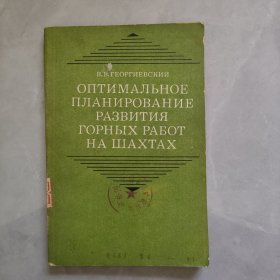 В. В. ГЕОРГИЕВСКИЙ
ОПТИМАЛЬНОЕ
ПЛАНИРОВАНИЕ
РАЗВИТИЯ
ГОРНЫХ РАБОТ
НА ШАХТАХ